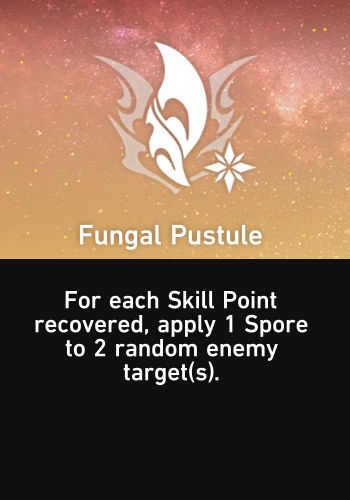 Fungal Pustule
For each Skill Point
recovered, apply 1 Spore
to 2 random enemy
target(s).